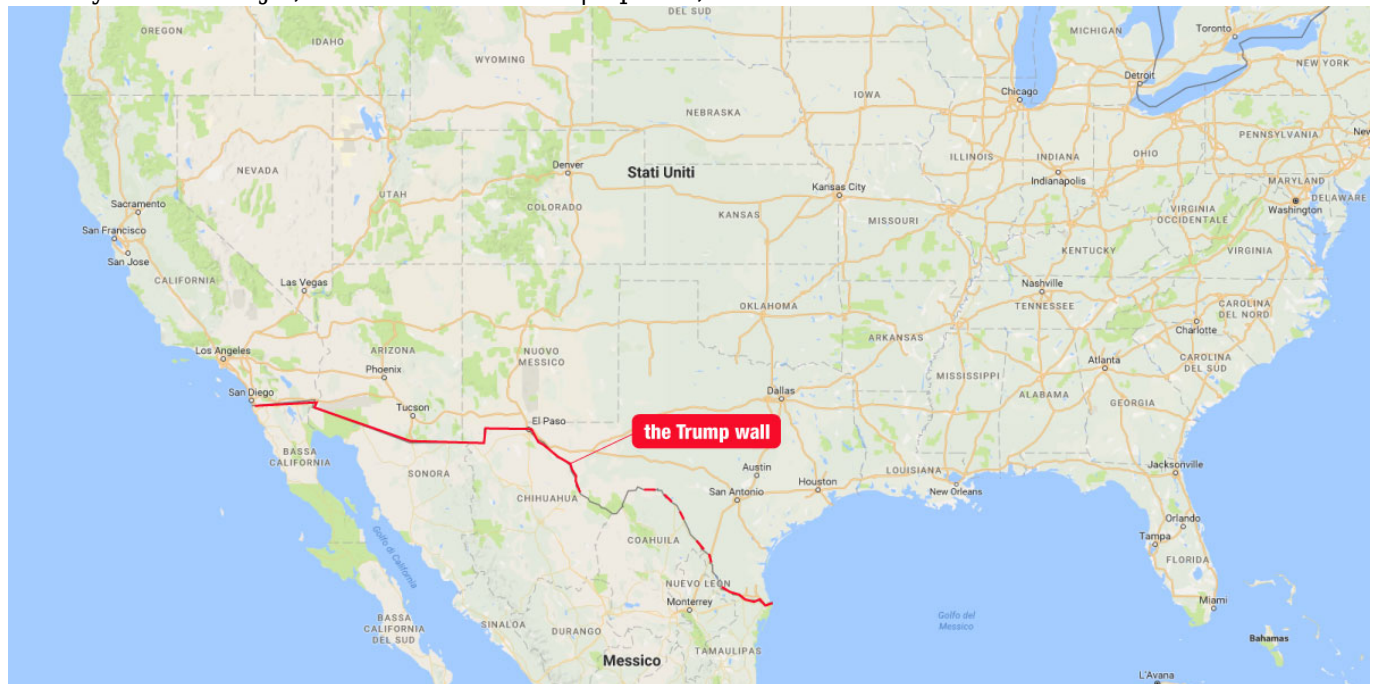 DEL SUD
OREGON
IDAHO
WYOMING
MICHIGAN
Toronto
NEW YORK
Detroit
Chicago
IOWA
NEBRASKA
PENNSYLVANIA
New
NEVADA
UTAH
Denver
Stati Uniti
ILLINOIS
INDIANA
OHIO
Indianapolis
Kansas City
MARYLAND
DELAWARE
Washington
Sacramento
COLORADO
KANSAS
MISSOURI
VIRGINIA
OCCIDENTALE
San Francisco
San Jose
KENTUCKY
VIRGINIA
CALIFORNIA
Las Vegas
Nashville
TENNESSEE
OKLAHOMA
CAROLINA
DEL NORD
Charlotte
ARKANSAS
Los Angeles
ARIZONA
NUOVO
MESSICO
Phoenix
Atlanta
CAROLINA
DEL SUD
MISSISSIPPI
San Diego
Dallas
ALABAMA
GEORGIA
Tucson
El Paso
the Trump wall
BASSA
CALIFORNIA
SONORA
Austin
LOUISIANA
Jacksonville
CHIHUAHUA
San Antonio
Houston
New Orleans
Golfo di California
COAHUILA
Orlando
Tampa
FLORIDA
NUEVO LEON
Monterrey
Miami
BASSA
CALIFORNIA
DEL SUD
SINALOA
DURANGO
Golfo del
Messico
Bahamas
TAMAULIPAS
Messico
L'Avana